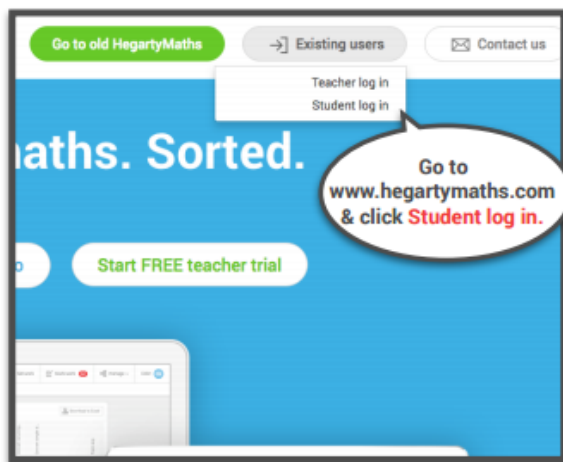 Go to old HegartyMaths
Existing users
Contact us
Teacher log in
Student log in
aths. Sorted.
Go to
www.hegartymaths.com
& click Student log in.
Start FREE teacher trial